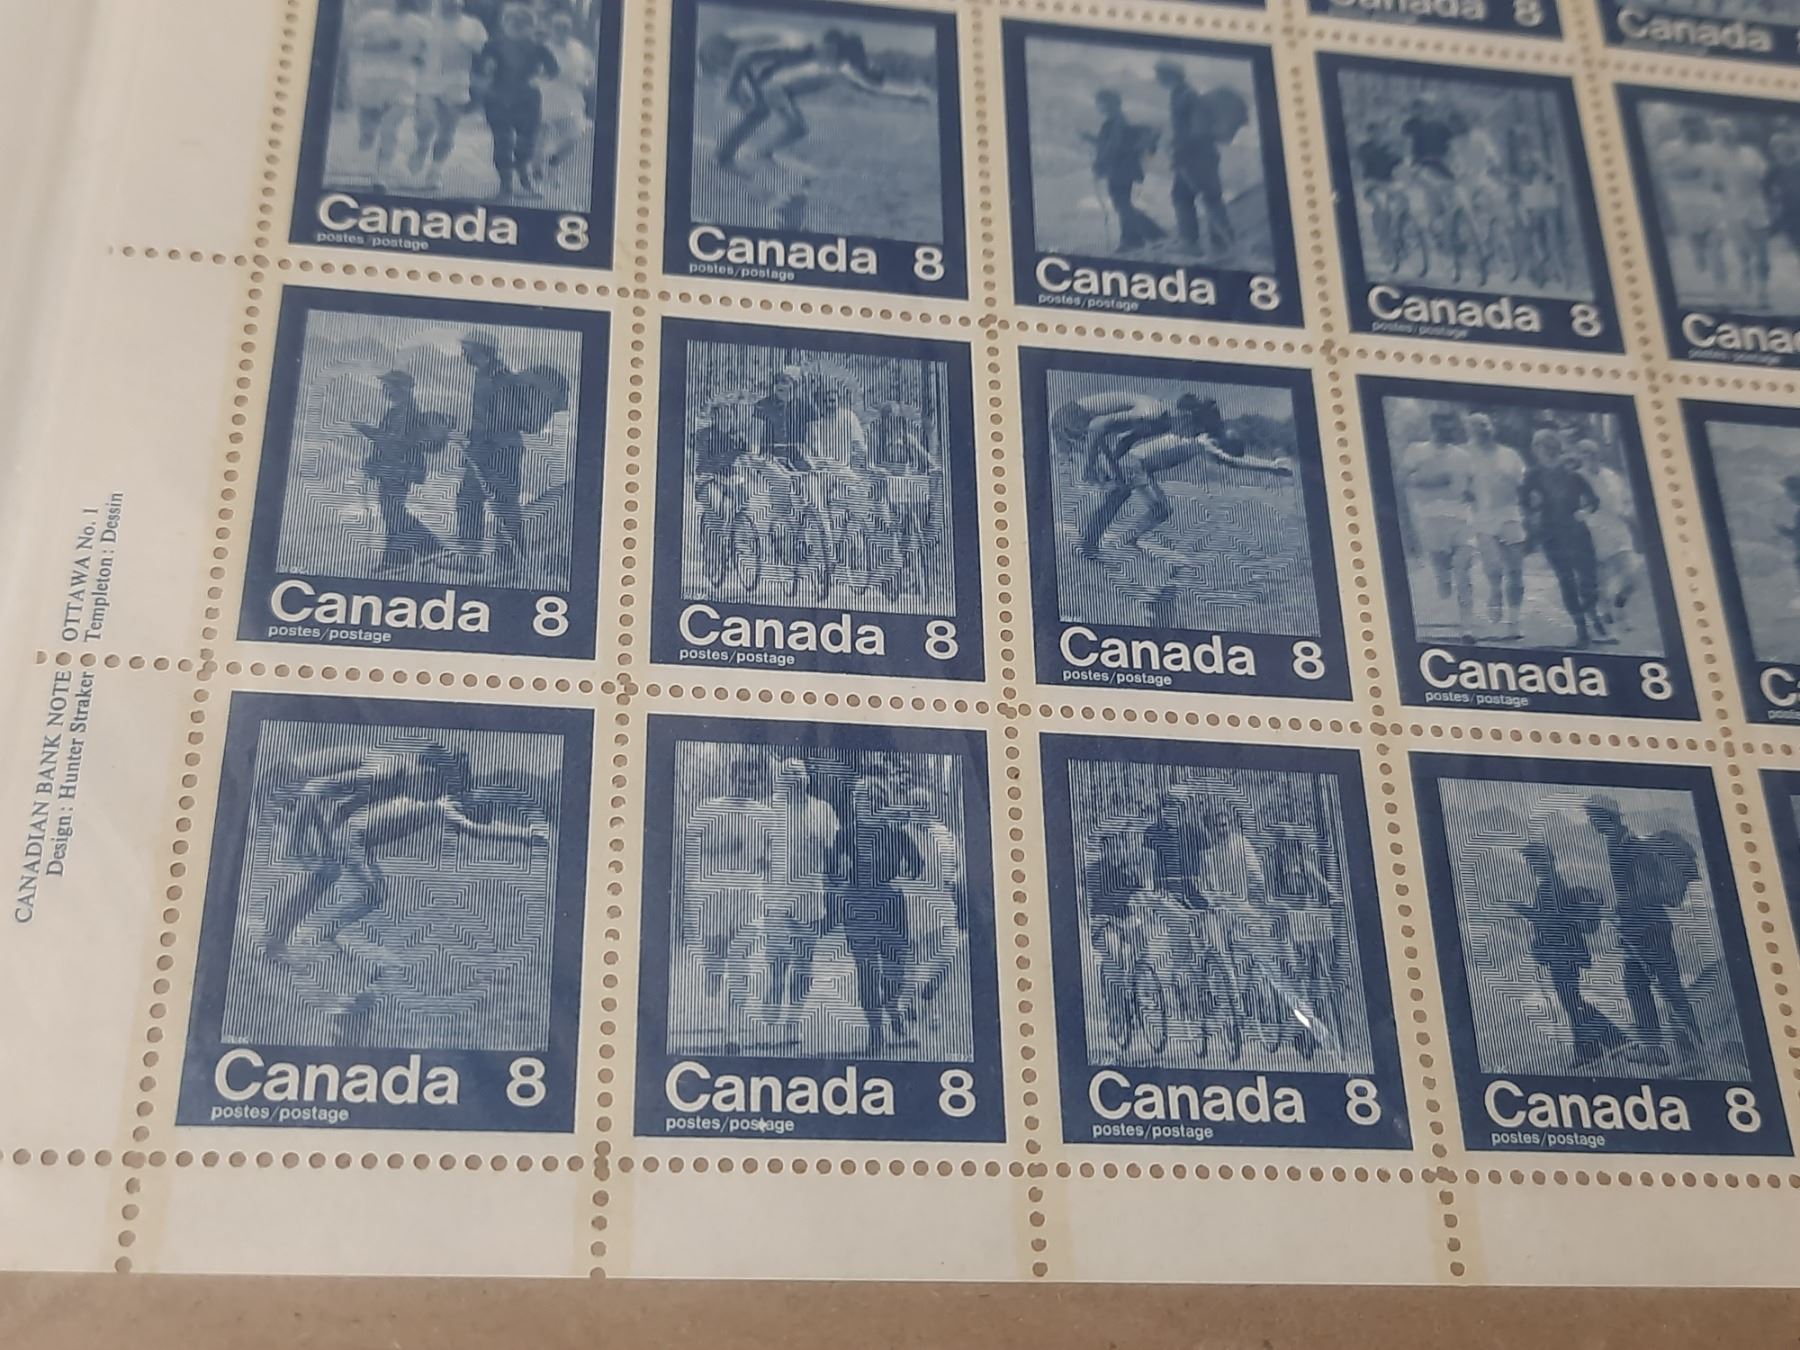 Canada 8
Canada
Canada 8
postes/postage
Canada 8
postes/postage
Canada 8
postes/postage
Canada 8
postes/postage
Canada 8
postes/postage
Canada 8
postes/postage
Canada 8
postes/postage
Canada 8
postes/postage
CANADIAN BANK NOTE OTTAWA No. 1
Design: Hunter Straker Templeton: Dessin
Canada 8
postes/postage
Canada 8
postes/postage
Canada 8
postes/postage
Canada 8
postes/postage